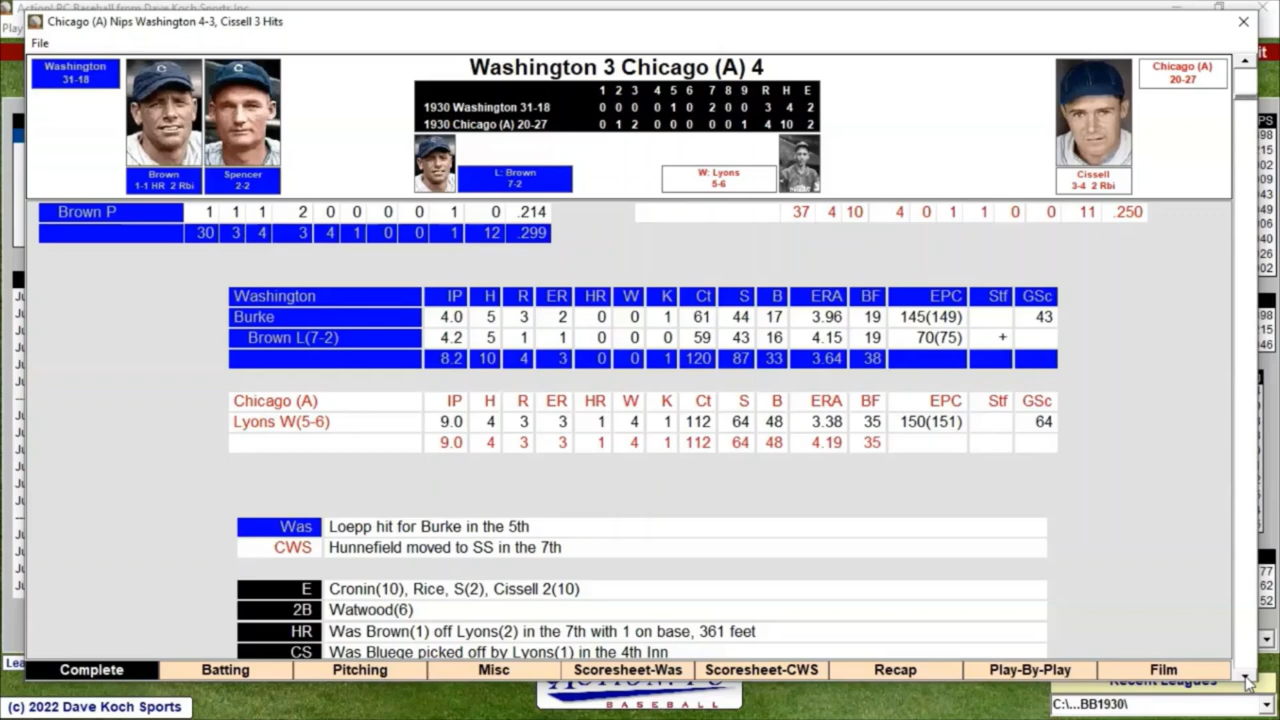 Action! PC Baseball from Dave Koch Sports Inc
Chicago (A) Nips Washington 4-3, Cissell 3 Hits
File
Washington
31-18
Brown
1-1 HR 2 Rbi
Spencer
2-2
Washington 3 Chicago (A) 4
1 2 3 4 5 6 7 8 9 R H E
1930 Washington 31-18 0 0 0 0 1 0 2 0 0 3 4 2
1930 Chicago (A) 20-27 0 1 2 0 0 0 0 0 1 4 10 2
L: Brown
7-2
W: Lyons
5-6
Cissell
3-4 2 Rbi
Chicago (A)
20-27
Brown P 1 1 1 2 0 0 0 0 1 0 .214
37 4 10 4 0 1 1 0 0 11 .250
30 3 4 3 4 1 0 0 1 12 .299
Washington IP H R ER HR W K Ct S B ERA BF EPC Stf GSc
Burke 4.0 5 3 2 0 0 1 61 44 17 3.96 19 145(149) 43
Brown L(7-2) 4.2 5 1 1 0 0 0 59 43 16 4.15 19 70(75) +
8.2 10 4 3 0 0 1 120 87 33 3.64 38
Chicago (A) IP H R ER HR W K Ct S B ERA BF EPC Stf GSc
Lyons W(5-6) 9.0 4 3 3 1 4 1 112 64 48 3.38 35 150(151) 64
9.0 4 3 3 1 4 1 112 64 48 4.19 35
Was Loepp hit for Burke in the 5th
CWS Hunnefield moved to SS in the 7th
E Cronin(10), Rice, S(2), Cissell 2(10)
2B Watwood(6)
HR Was Brown(1) off Lyons(2) in the 7th with 1 on base, 361 feet
CS Was Bluege picked off by Lyons(1) in the 4th Inn
Complete Batting Pitching Misc Scoresheet-Was Scoresheet-CWS Recap Play-By-Play Film
(c) 2022 Dave Koch Sports
BASEBALL
Recent Leagues
C:\...BB1930\